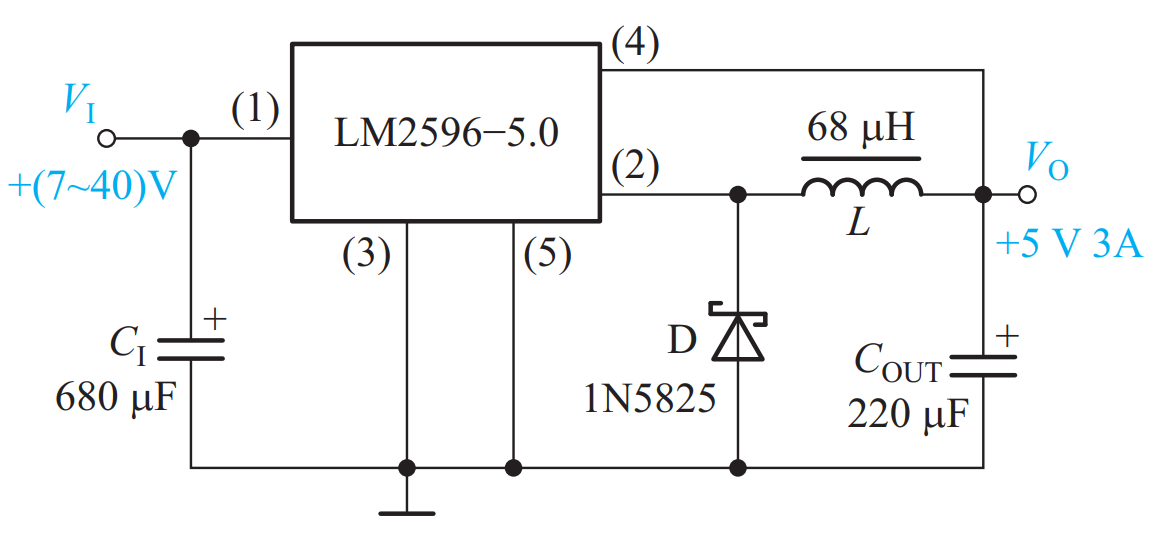 (4)
V_I
(1)
LM2596−5.0
68 μH
+(7~40)V
(2)
V_O
L
(3)
(5)
+5 V 3A
+
C_I
680 μF
D
1N5825
+
C_OUT
220 μF